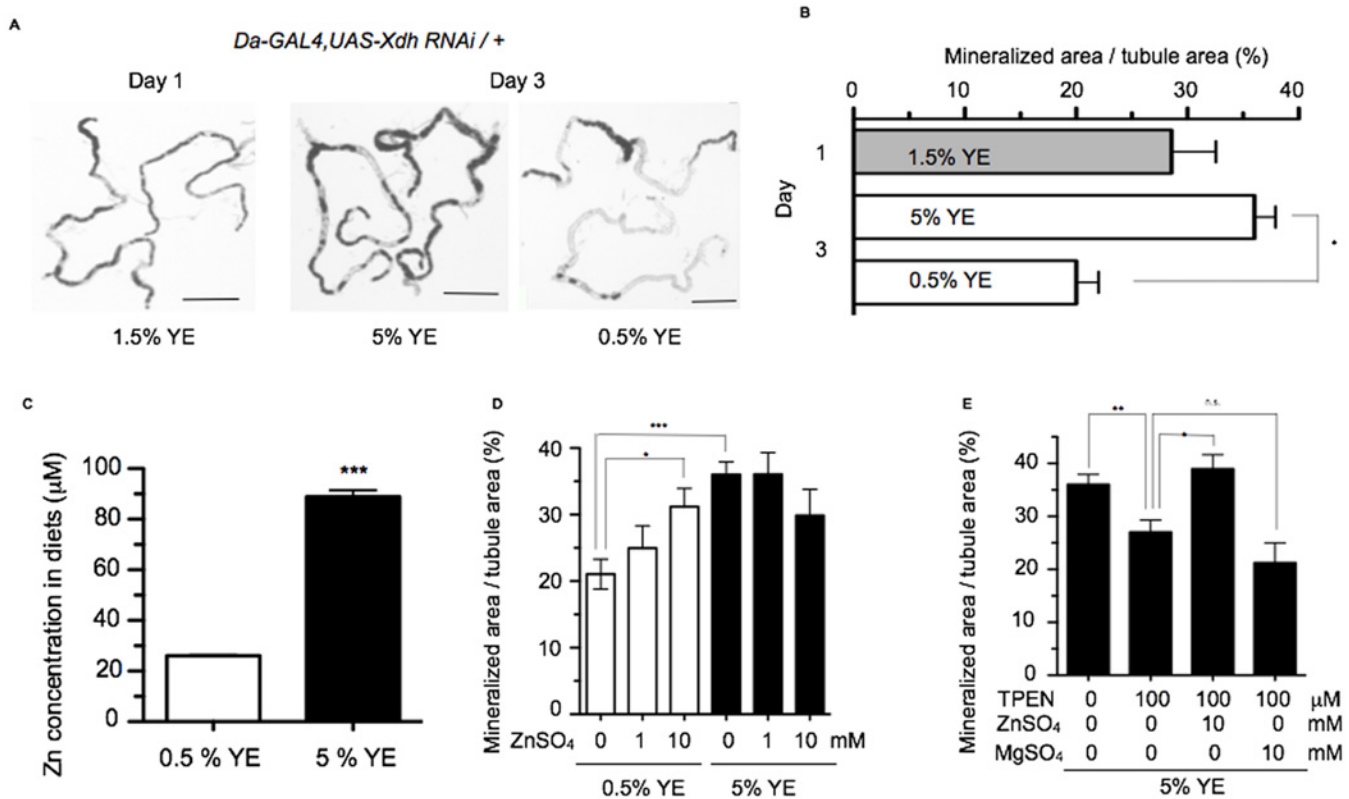 A
Da-GAL4,UAS-Xdh RNAi / +
Day 1
Day 3
1.5% YE
5% YE
0.5% YE
B
Mineralized area / tubule area (%)
0 10 20 30 40
Day
1
3
1.5% YE
5% YE
0.5% YE
*
C
Zn concentration in diets (µM)
100
80
60
40
20
0
***
0.5 % YE
5 % YE
D
Mineralized area / tubule area (%)
40
30
20
10
0
***
*
ZnSO4 0 1 10 0 1 10 mM
0.5% YE
5% YE
E
Mineralized area / tubule area (%)
40
30
20
10
0
**
*
n.s.
TPEN 0 100 100 100 µM
ZnSO4 0 0 10 0 mM
MgSO4 0 0 0 10 mM
5% YE